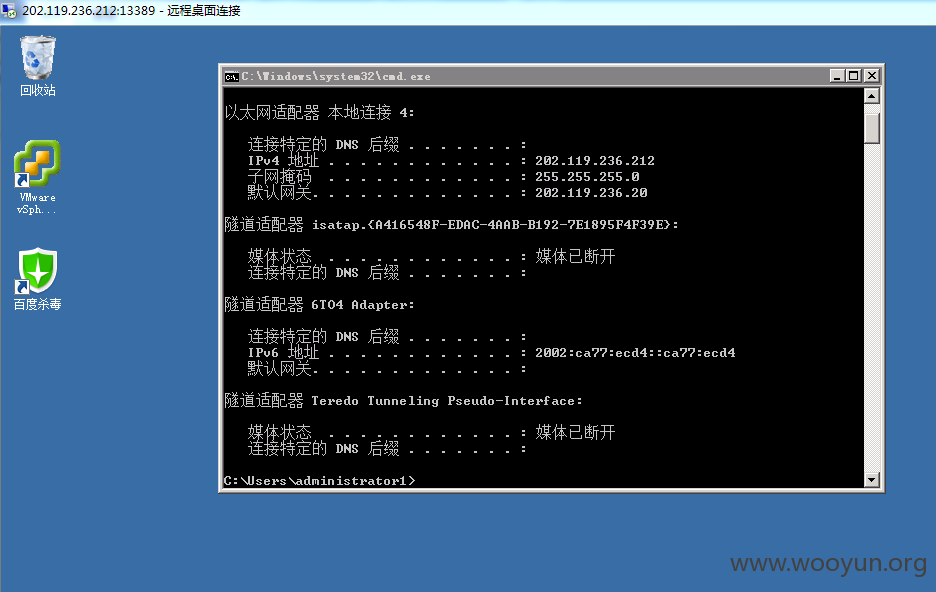 202.119.236.212:13389 - 远程桌面连接
回收站
VMware
vSph...
百度杀毒
C:\Windows\system32\cmd.exe
以太网适配器 本地连接 4:
连接特定的 DNS 后缀 . . . . . . . :
IPv4 地址 . . . . . . . . . . . . : 202.119.236.212
子网掩码 . . . . . . . . . . . . : 255.255.255.0
默认网关. . . . . . . . . . . . . : 202.119.236.20
隧道适配器 isatap.{A416548F-EDAC-4AAB-B192-7E1895F4F39E}:
媒体状态 . . . . . . . . . . . . : 媒体已断开
连接特定的 DNS 后缀 . . . . . . . :
隧道适配器 6TO4 Adapter:
连接特定的 DNS 后缀 . . . . . . . :
IPv6 地址 . . . . . . . . . . . . : 2002:ca77:ecd4::ca77:ecd4
默认网关. . . . . . . . . . . . . :
隧道适配器 Teredo Tunneling Pseudo-Interface:
媒体状态 . . . . . . . . . . . . : 媒体已断开
连接特定的 DNS 后缀 . . . . . . . :
C:\Users\administrator1>
www.wooyun.org